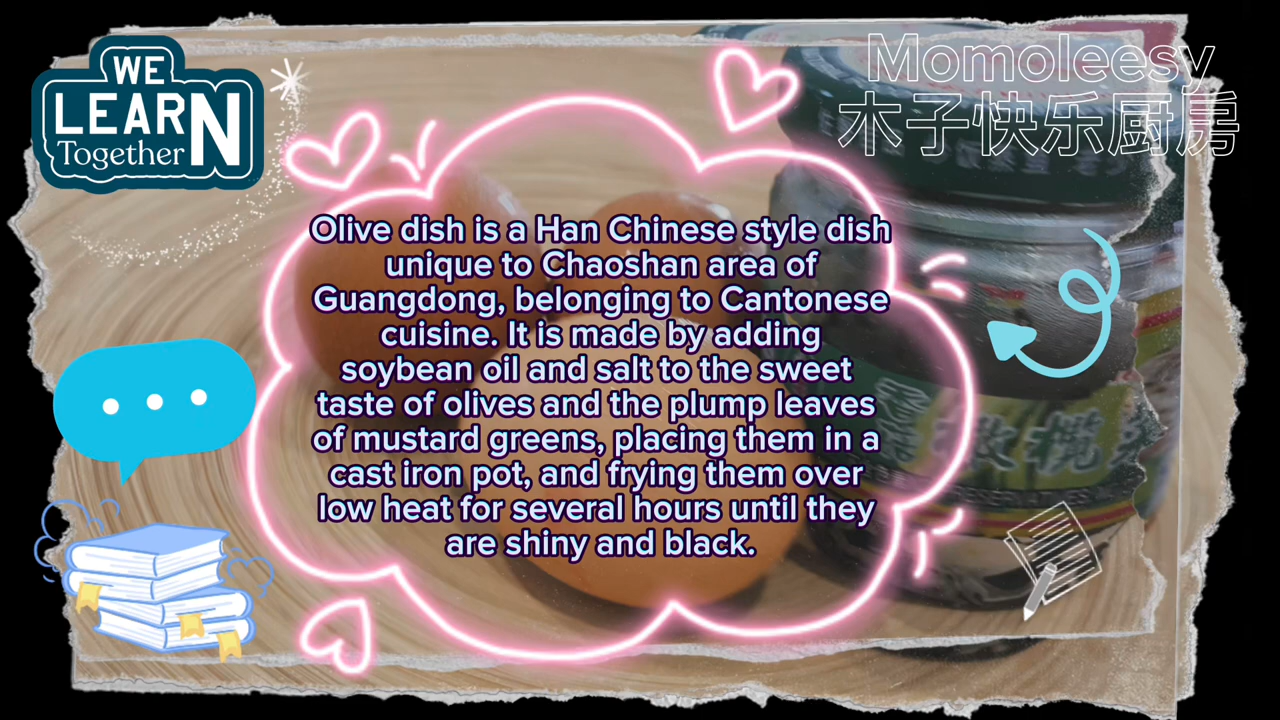 WE
LEARN
Together
Momoleesy
木子快乐厨房
Olive dish is a Han Chinese style dish
unique to Chaoshan area of
Guangdong, belonging to Cantonese
cuisine. It is made by adding
soybean oil and salt to the sweet
taste of olives and the plump leaves
of mustard greens, placing them in a
cast iron pot, and frying them over
low heat for several hours until they
are shiny and black.
橄欖